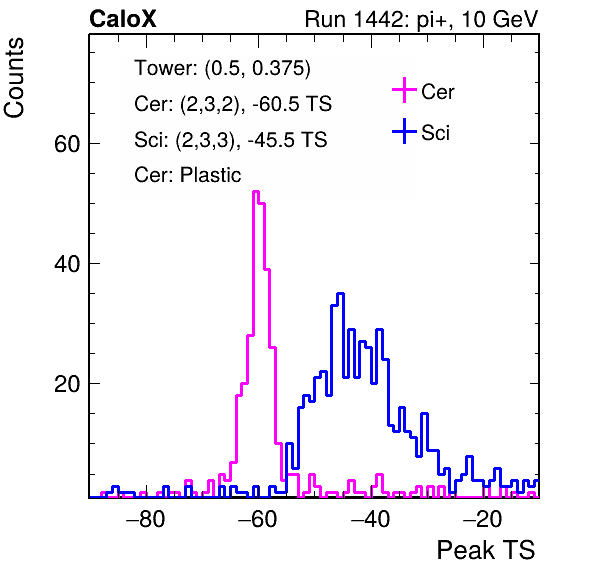 CaloX Run 1442: pi+, 10 GeV
Counts
Tower: (0.5, 0.375)
Cer: (2,3,2), -60.5 TS
Sci: (2,3,3), -45.5 TS
Cer: Plastic
Cer
Sci
60
40
20
−80 −60 −40 −20
Peak TS